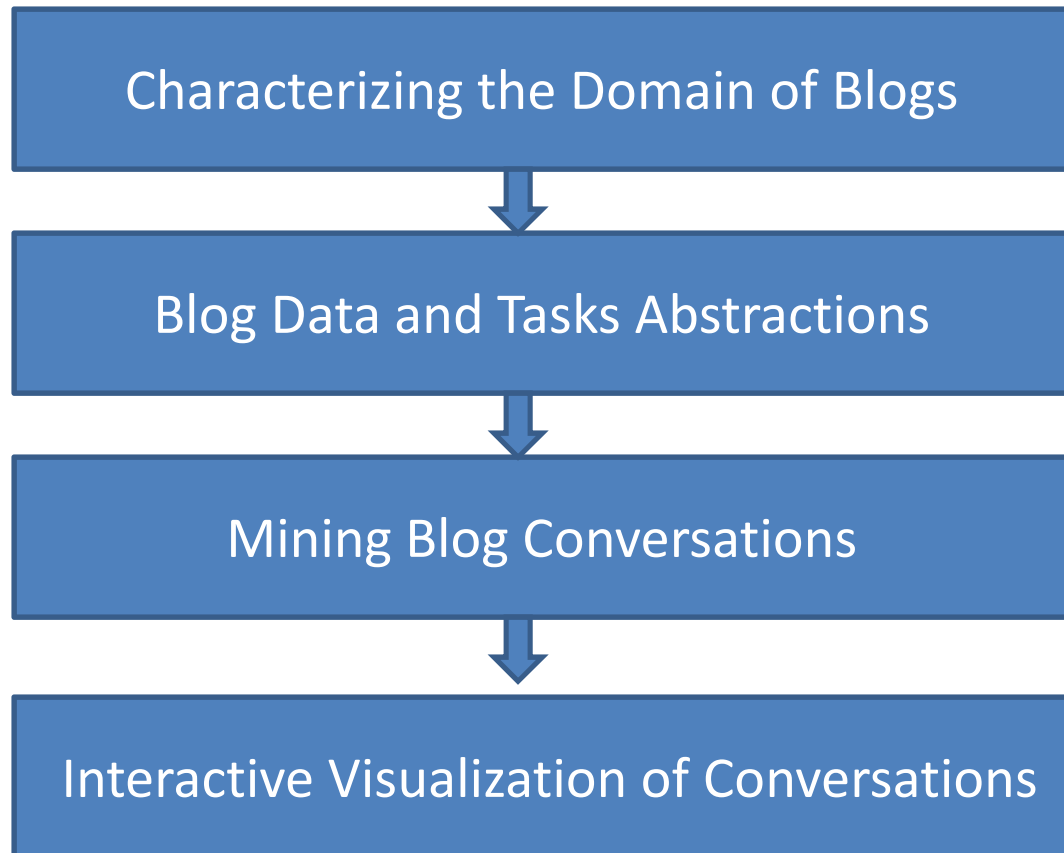 Characterizing the Domain of Blogs
Blog Data and Tasks Abstractions
Mining Blog Conversations
Interactive Visualization of Conversations